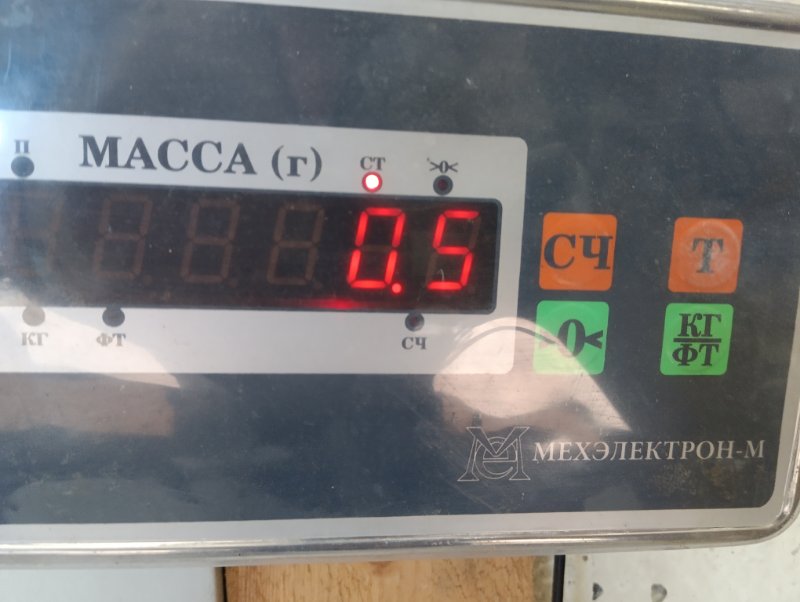 П
МАССА (г)
СТ
>0<
0.5
КГ
ФТ
СЧ
СЧ
Т
>0<
КГ
ФТ
МЕХЭЛЕКТРОН-М